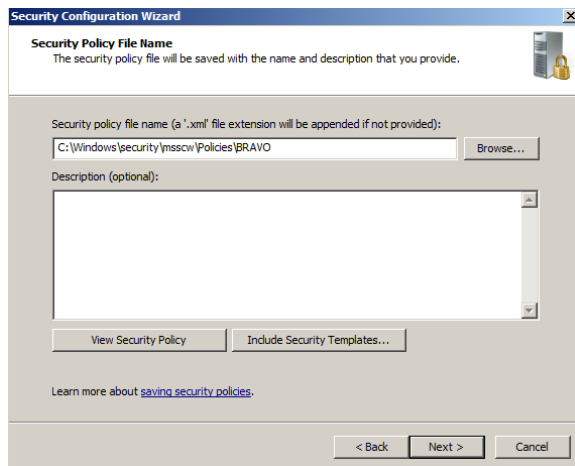 Security Configuration Wizard
Security Policy File Name
The security policy file will be saved with the name and description that you provide.
Security policy file name (a '.xml' file extension will be appended if not provided):
C:\Windows\security\msscw\Policies\BRAVO
Browse...
Description (optional):
View Security Policy
Include Security Templates...
Learn more about saving security policies.
< Back
Next >
Cancel